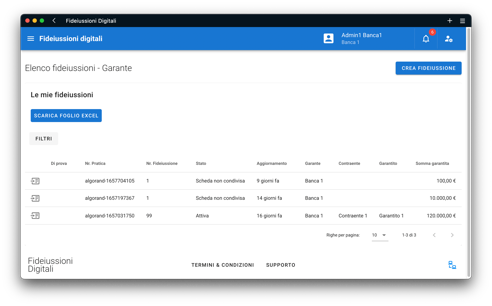 Fideiussioni Digitali
Fideiussioni digitali
Admin1 Banca1
Banca 1
6
Elenco fideiussioni - Garante
CREA FIDEIUSSIONE
Le mie fideiussioni
SCARICA FOGLIO EXCEL
FILTRI
Di prova Nr. Pratica Nr. Fideiussione Stato Aggiornamento Garante Contraente Garantito Somma garantita
algorand-1657704105 1 Scheda non condivisa 9 giorni fa Banca 1 100,00 €
algorand-1657197367 1 Scheda non condivisa 14 giorni fa Banca 1 10.000,00 €
algorand-1657031750 99 Attiva 16 giorni fa Banca 1 Contraente 1 Garantito 1 120.000,00 €
Righe per pagina: 10 1-3 di 3
Fideiussioni
Digitali
TERMINI & CONDIZIONI SUPPORTO